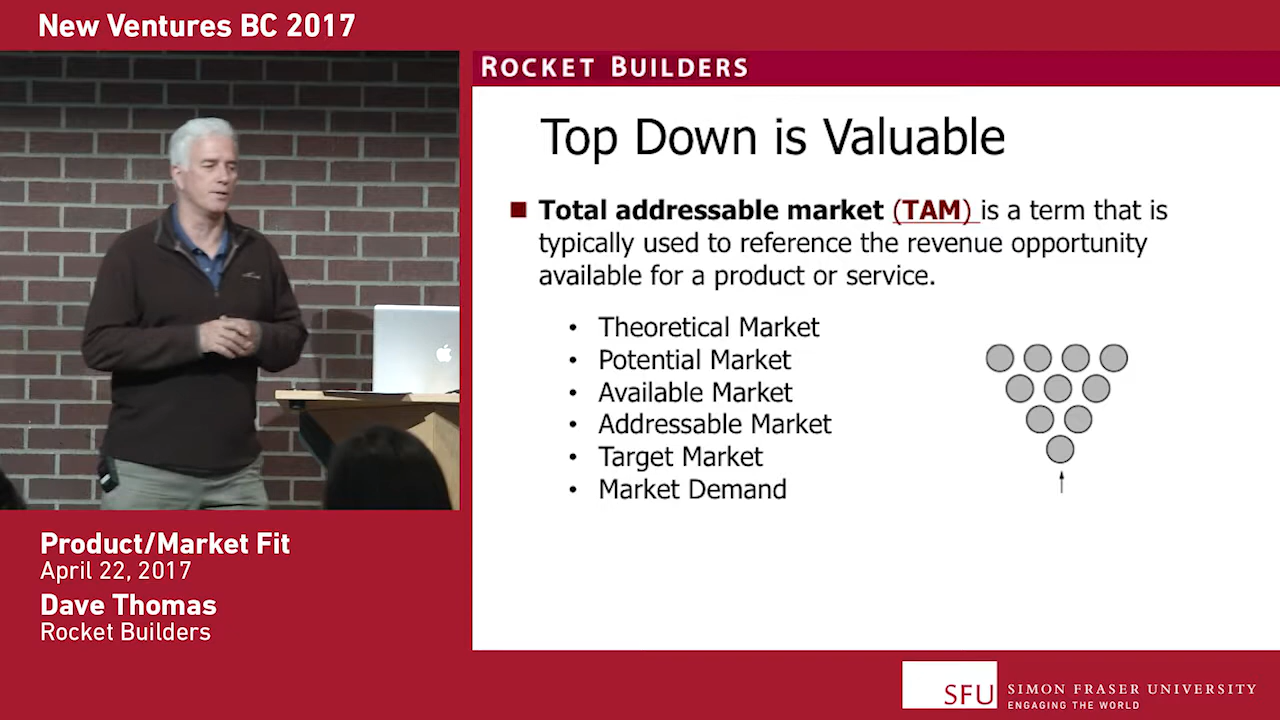 New Ventures BC 2017
ROCKET BUILDERS
Top Down is Valuable
Total addressable market (TAM) is a term that is
typically used to reference the revenue opportunity
available for a product or service.
• Theoretical Market
• Potential Market
• Available Market
• Addressable Market
• Target Market
• Market Demand
Product/Market Fit
April 22, 2017
Dave Thomas
Rocket Builders
SFU
SIMON FRASER UNIVERSITY
ENGAGING THE WORLD